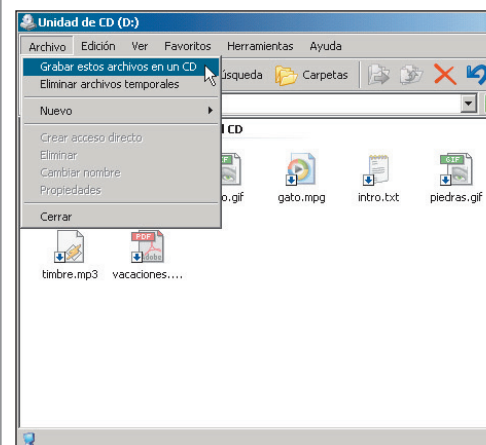 Unidad de CD (D:)
Archivo Edición Ver Favoritos Herramientas Ayuda
Grabar estos archivos en un CD
Eliminar archivos temporales
Nuevo
Crear acceso directo
Eliminar
Cambiar nombre
Propiedades
Cerrar
úsqueda Carpetas
l CD
GIF
o.gif gato.mpg intro.txt piedras.gif
PDF
Adobe
timbre.mp3 vacaciones....